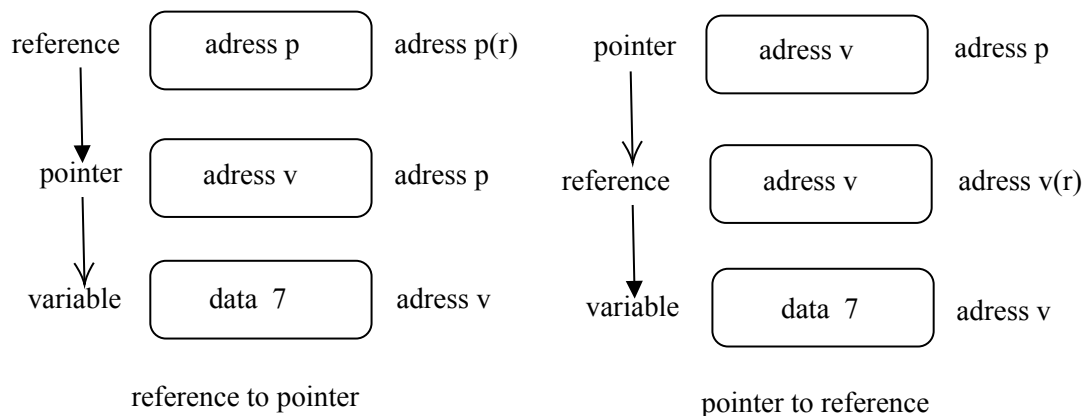 reference adress p adress p(r)
pointer adress v adress p
variable data 7 adress v
reference to pointer
pointer adress v adress p
reference adress v adress v(r)
variable data 7 adress v
pointer to reference